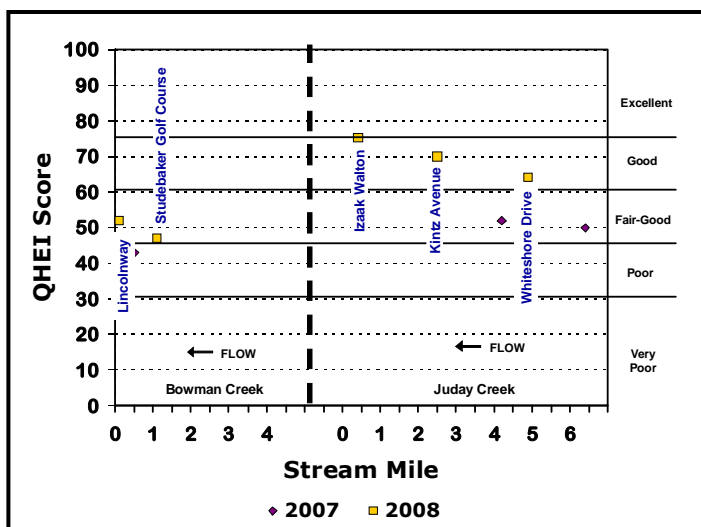 100
90
80
70
60
50
40
30
20
10
0
QHEI Score
Lincolnway
Studebaker Golf Course
Izaak Walton
Kintz Avenue
Whiteshore Drive
Excellent
Good
Fair-Good
Poor
Very
Poor
FLOW
FLOW
Bowman Creek
Juday Creek
0 1 2 3 4 0 1 2 3 4 5 6
Stream Mile
2007 2008